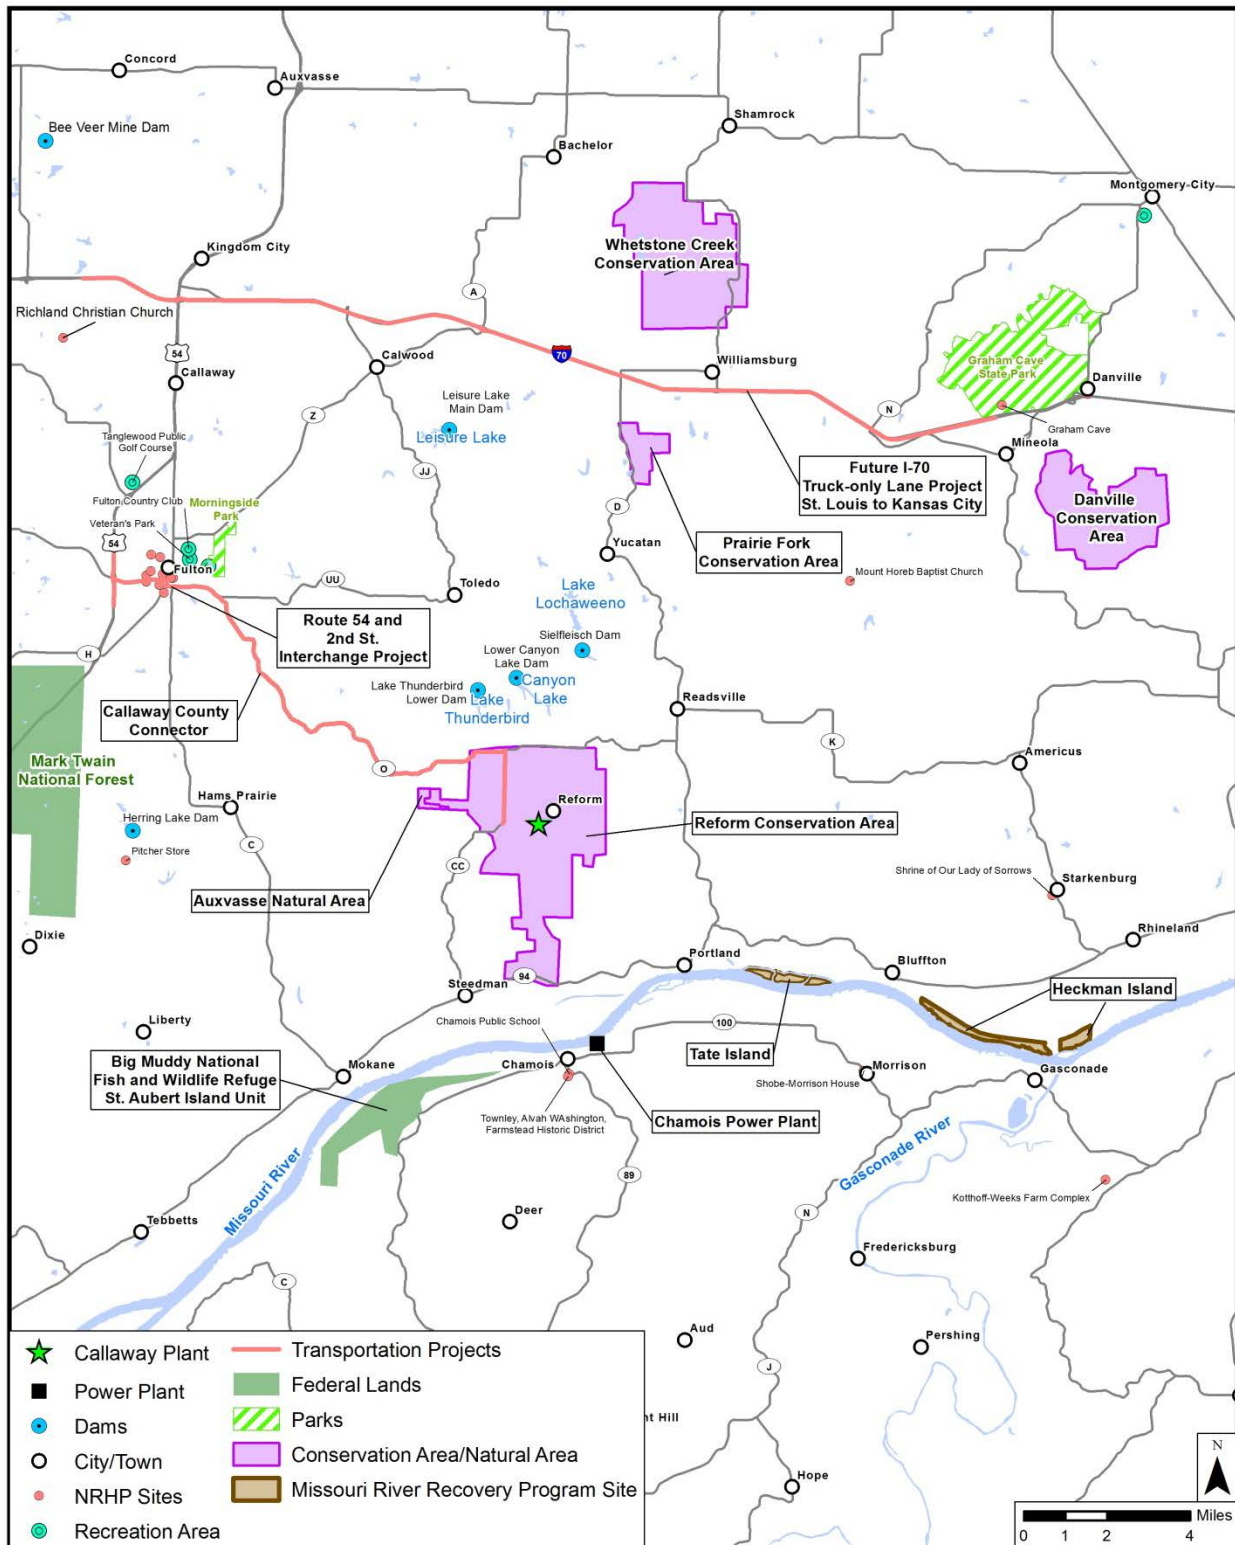 Concord
Auxvasse
Bee Veer Mine Dam
Shamrock
Bachelor
Montgomery City
Kingdom City
Whetstone Creek
Conservation Area
A
Richland Christian Church
54
Callaway
Calwood
70
Williamsburg
Graham Cave
State Park
Danville
Leisure Lake
Main Dam
Leisure Lake
Z
N
Graham Cave
Tanglewood Public
Golf Course
Mineola
JJ
Future I-70
Truck-only Lane Project
St. Louis to Kansas City
Danville
Conservation
Area
Fulton Country Club
Morningside
Park
Veteran's Park
D
54
Prairie Fork
Conservation Area
Yucatan
Fulton
UU
Toledo
Mount Horeb Baptist Church
Lake
Lochaweeno
Route 54 and
2nd St.
Interchange Project
Sielfleisch Dam
H
Lower Canyon
Lake Dam
Canyon
Lake
Lake Thunderbird
Lower Dam
Lake
Thunderbird
Readsville
Callaway County
Connector
K
Americus
Mark Twain
National Forest
O
Hams Prairie
Reform
Herring Lake Dam
Reform Conservation Area
Pitcher Store
C
CC
Shrine of Our Lady of Sorrows
Starkenburg
Auxvasse Natural Area
Dixie
Rhineland
Portland
Bluffton
94
Steedman
Heckman Island
Liberty
Chamois Public School
100
Tate Island
Big Muddy National
Fish and Wildlife Refuge
St. Aubert Island Unit
Mokane
Chamois
Morrison
Shobe-Morrison House
Gasconade
Townley, Alvah WAshington,
Farmstead Historic District
Chamois Power Plant
Gasconade River
Missouri River
89
Kotthoff-Weeks Farm Complex
Deer
N
Tebbetts
Fredericksburg
C
Aud
Pershing
J
nt Hill
Hope
Callaway Plant
Power Plant
Dams
City/Town
NRHP Sites
Recreation Area
Transportation Projects
Federal Lands
Parks
Conservation Area/Natural Area
Missouri River Recovery Program Site
N
Miles
0 1 2 4